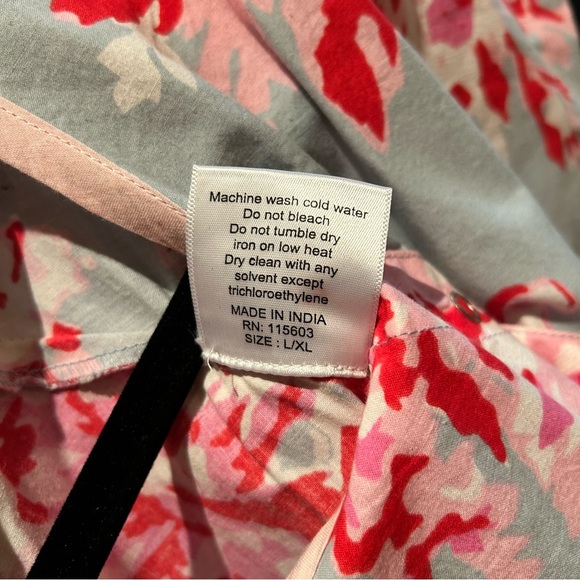 Machine wash cold water
Do not bleach
Do not tumble dry
iron on low heat
Dry clean with any
solvent except
trichloroethylene
MADE IN INDIA
RN: 115603
SIZE : L/XL